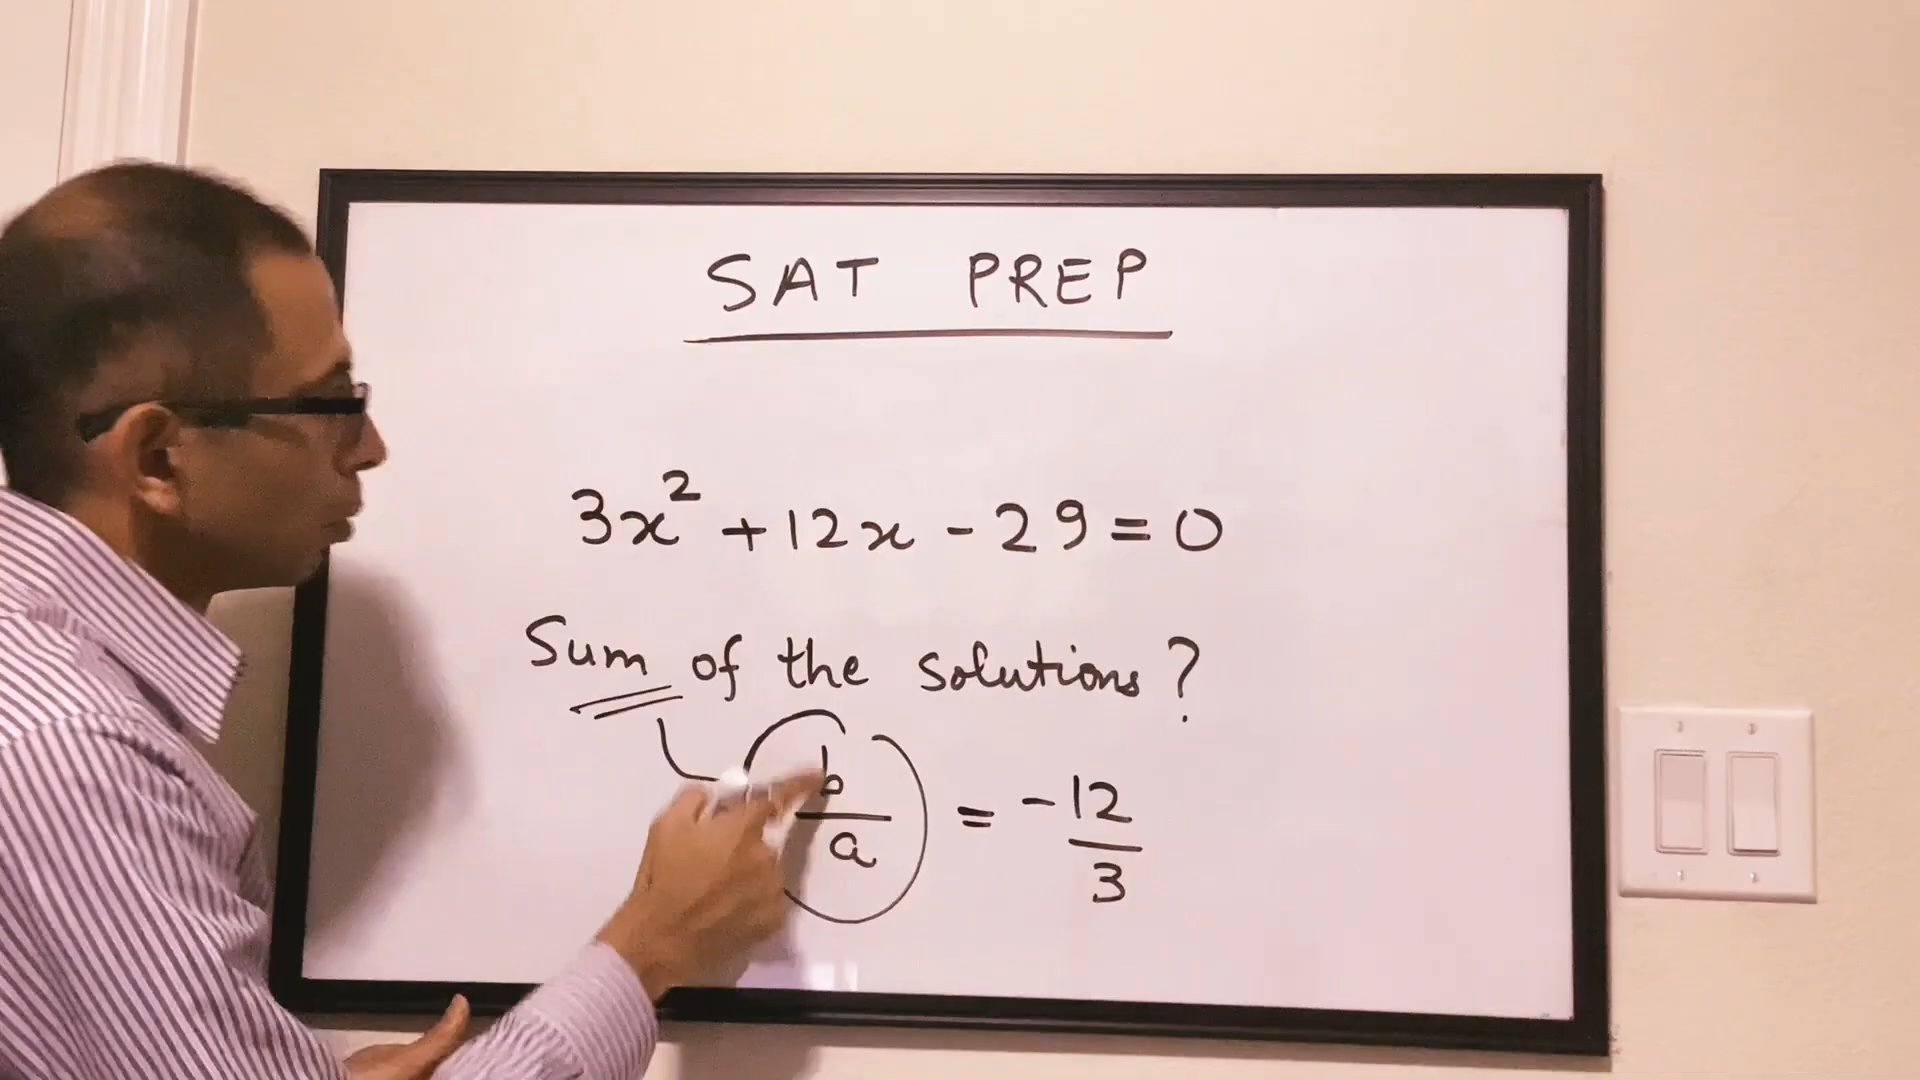 SAT PREP
3x² + 12x - 29 = 0
Sum of the solutions?
b/a = -12/3